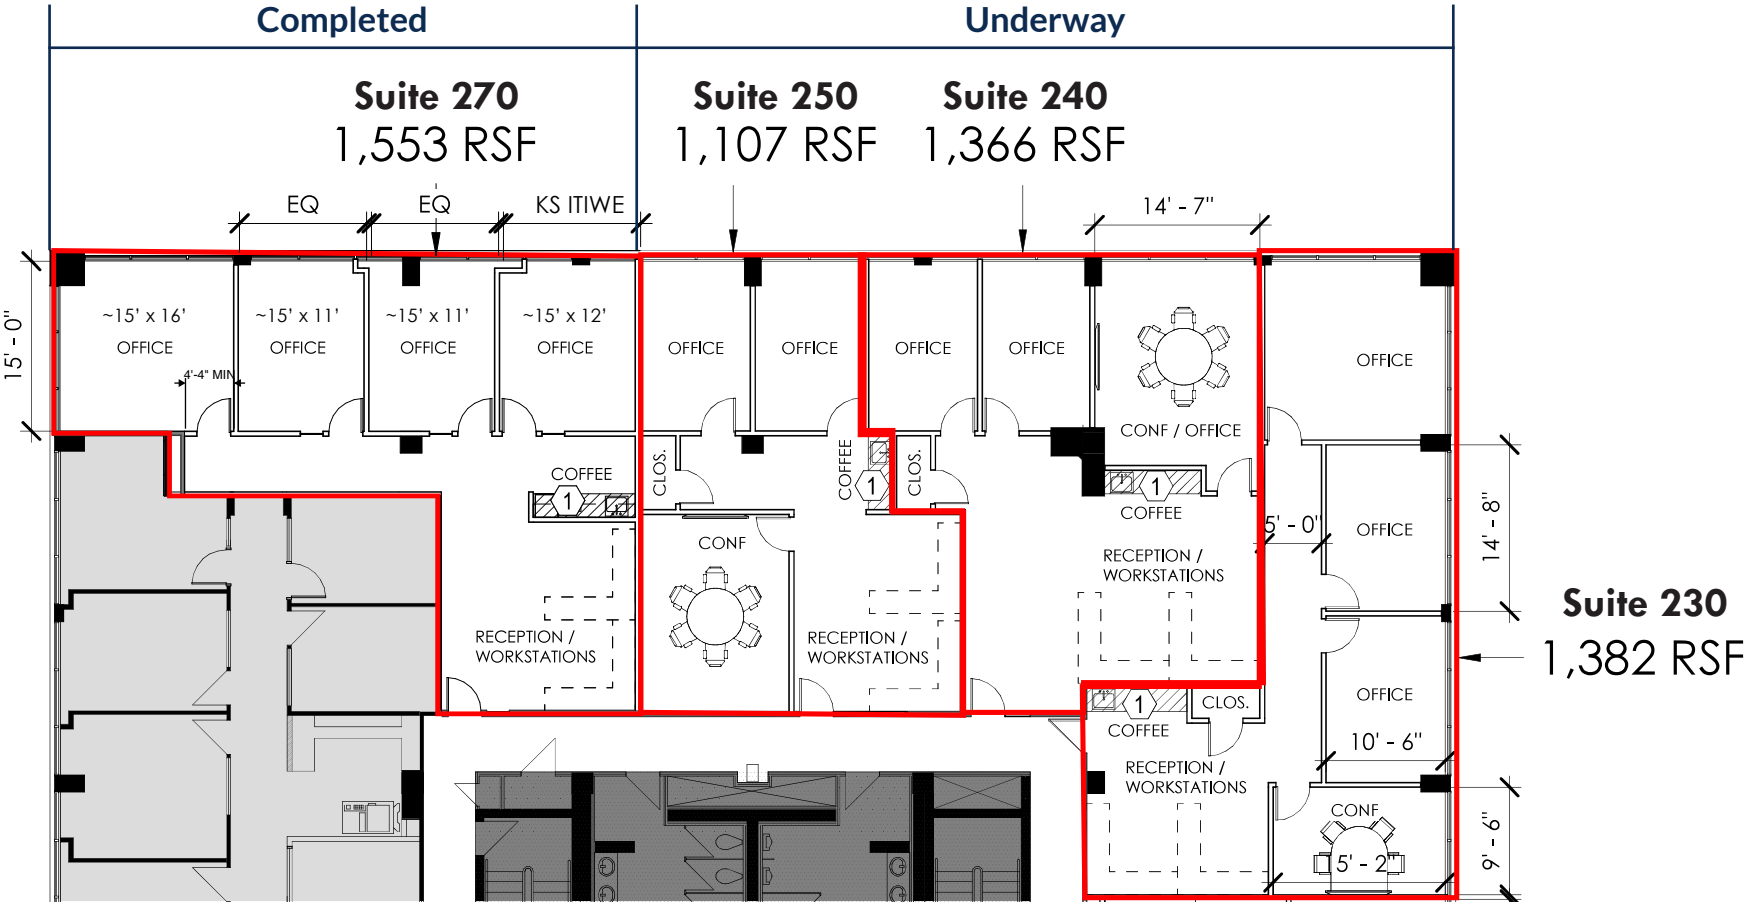 Completed
Underway
Suite 270
1,553 RSF
Suite 250
1,107 RSF
Suite 240
1,366 RSF
EQ
EQ
KS ITIWE
14' - 7"
15' - 0"
~15' x 16'
OFFICE
~15' x 11'
OFFICE
~15' x 11'
OFFICE
~15' x 12'
OFFICE
OFFICE
OFFICE
OFFICE
OFFICE
OFFICE
4'-4" MIN
CONF / OFFICE
COFFEE
1
CLOS.
COFFEE
1
CLOS.
1
COFFEE
5' - 0"
OFFICE
14' - 8"
CONF
RECEPTION /
WORKSTATIONS
Suite 230
1,382 RSF
RECEPTION /
WORKSTATIONS
RECEPTION /
WORKSTATIONS
OFFICE
1
CLOS.
COFFEE
10' - 6"
RECEPTION /
WORKSTATIONS
CONF
15' - 2"
9' - 6"